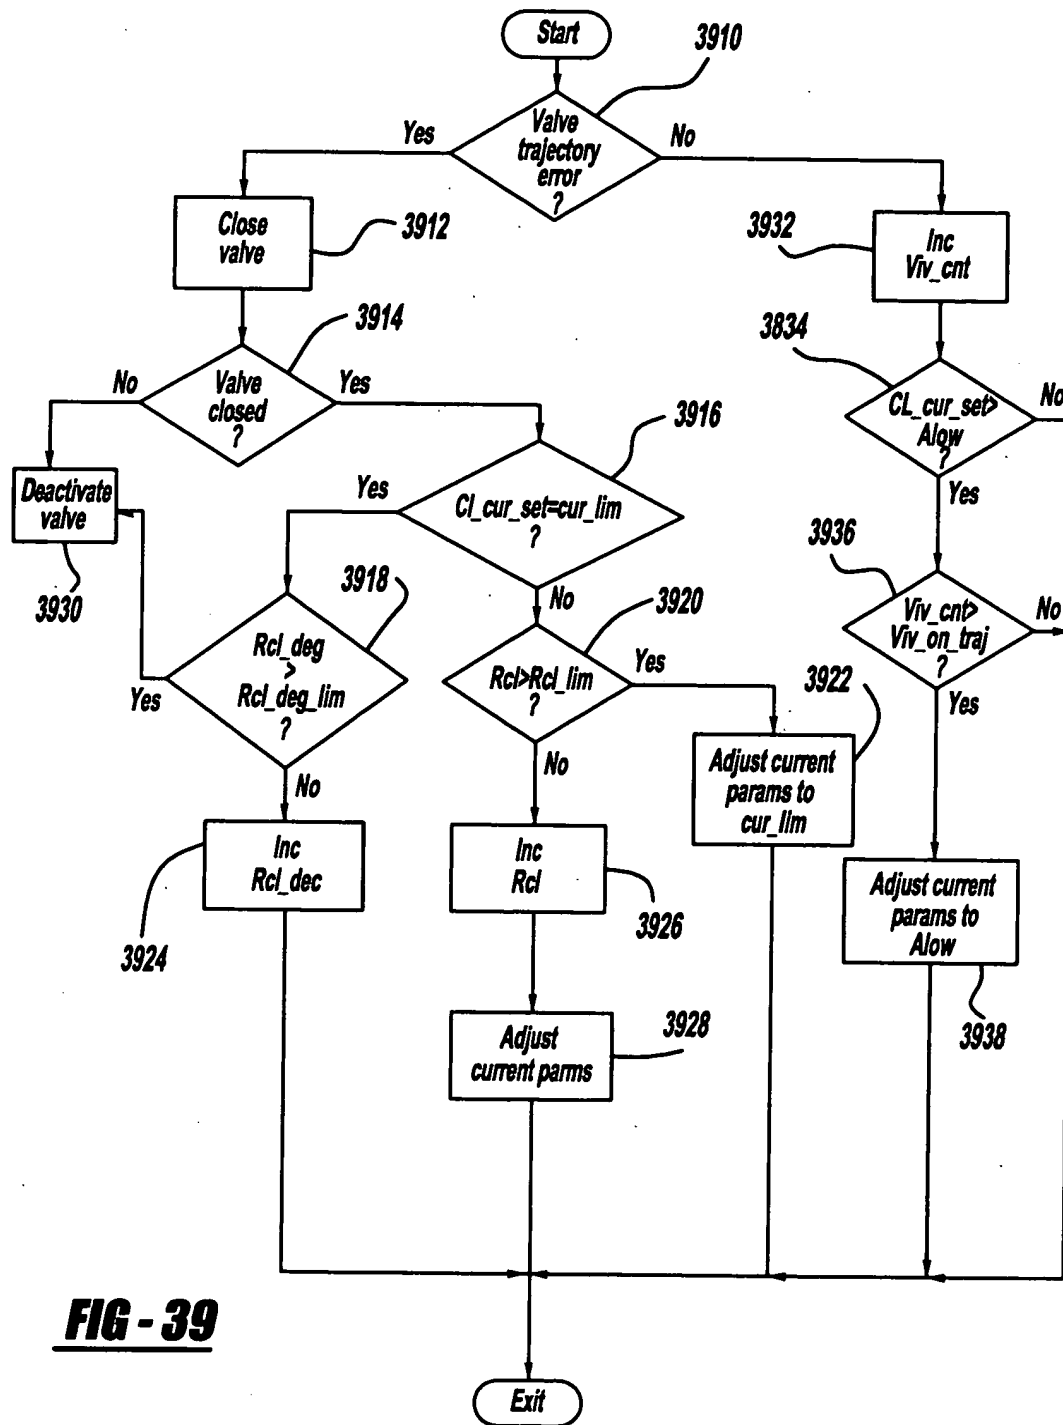 Start
3910
Valve
trajectory
error
?
Yes
No
Close
valve
3912
3932
Inc
Viv_cnt
3914
3834
Valve
closed
?
No
Yes
CL_cur_set>
Alow
?
No
Yes
3916
Cl_cur_set=cur_lim
?
Yes
No
Deactivate
valve
3930
3936
Viv_cnt>
Viv_on_traj
?
No
Yes
3918
Rcl_deg
>
Rcl_deg_lim
?
Yes
No
3920
Rcl>Rcl_lim
?
Yes
No
3922
Adjust current
params to
cur_lim
Inc
Rcl_dec
3924
Inc
Rcl
3926
Adjust current
params to
Alow
3938
Adjust
current parms
3928
FIG - 39
Exit